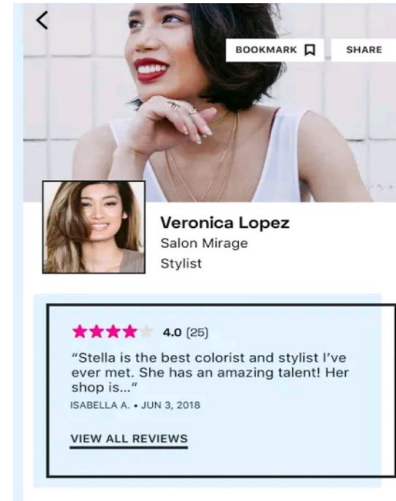 BOOKMARK SHARE
Veronica Lopez
Salon Mirage
Stylist
4.0 (25)
“Stella is the best colorist and stylist I’ve
ever met. She has an amazing talent! Her
shop is...“
ISABELLA A. • JUN 3, 2018
VIEW ALL REVIEWS